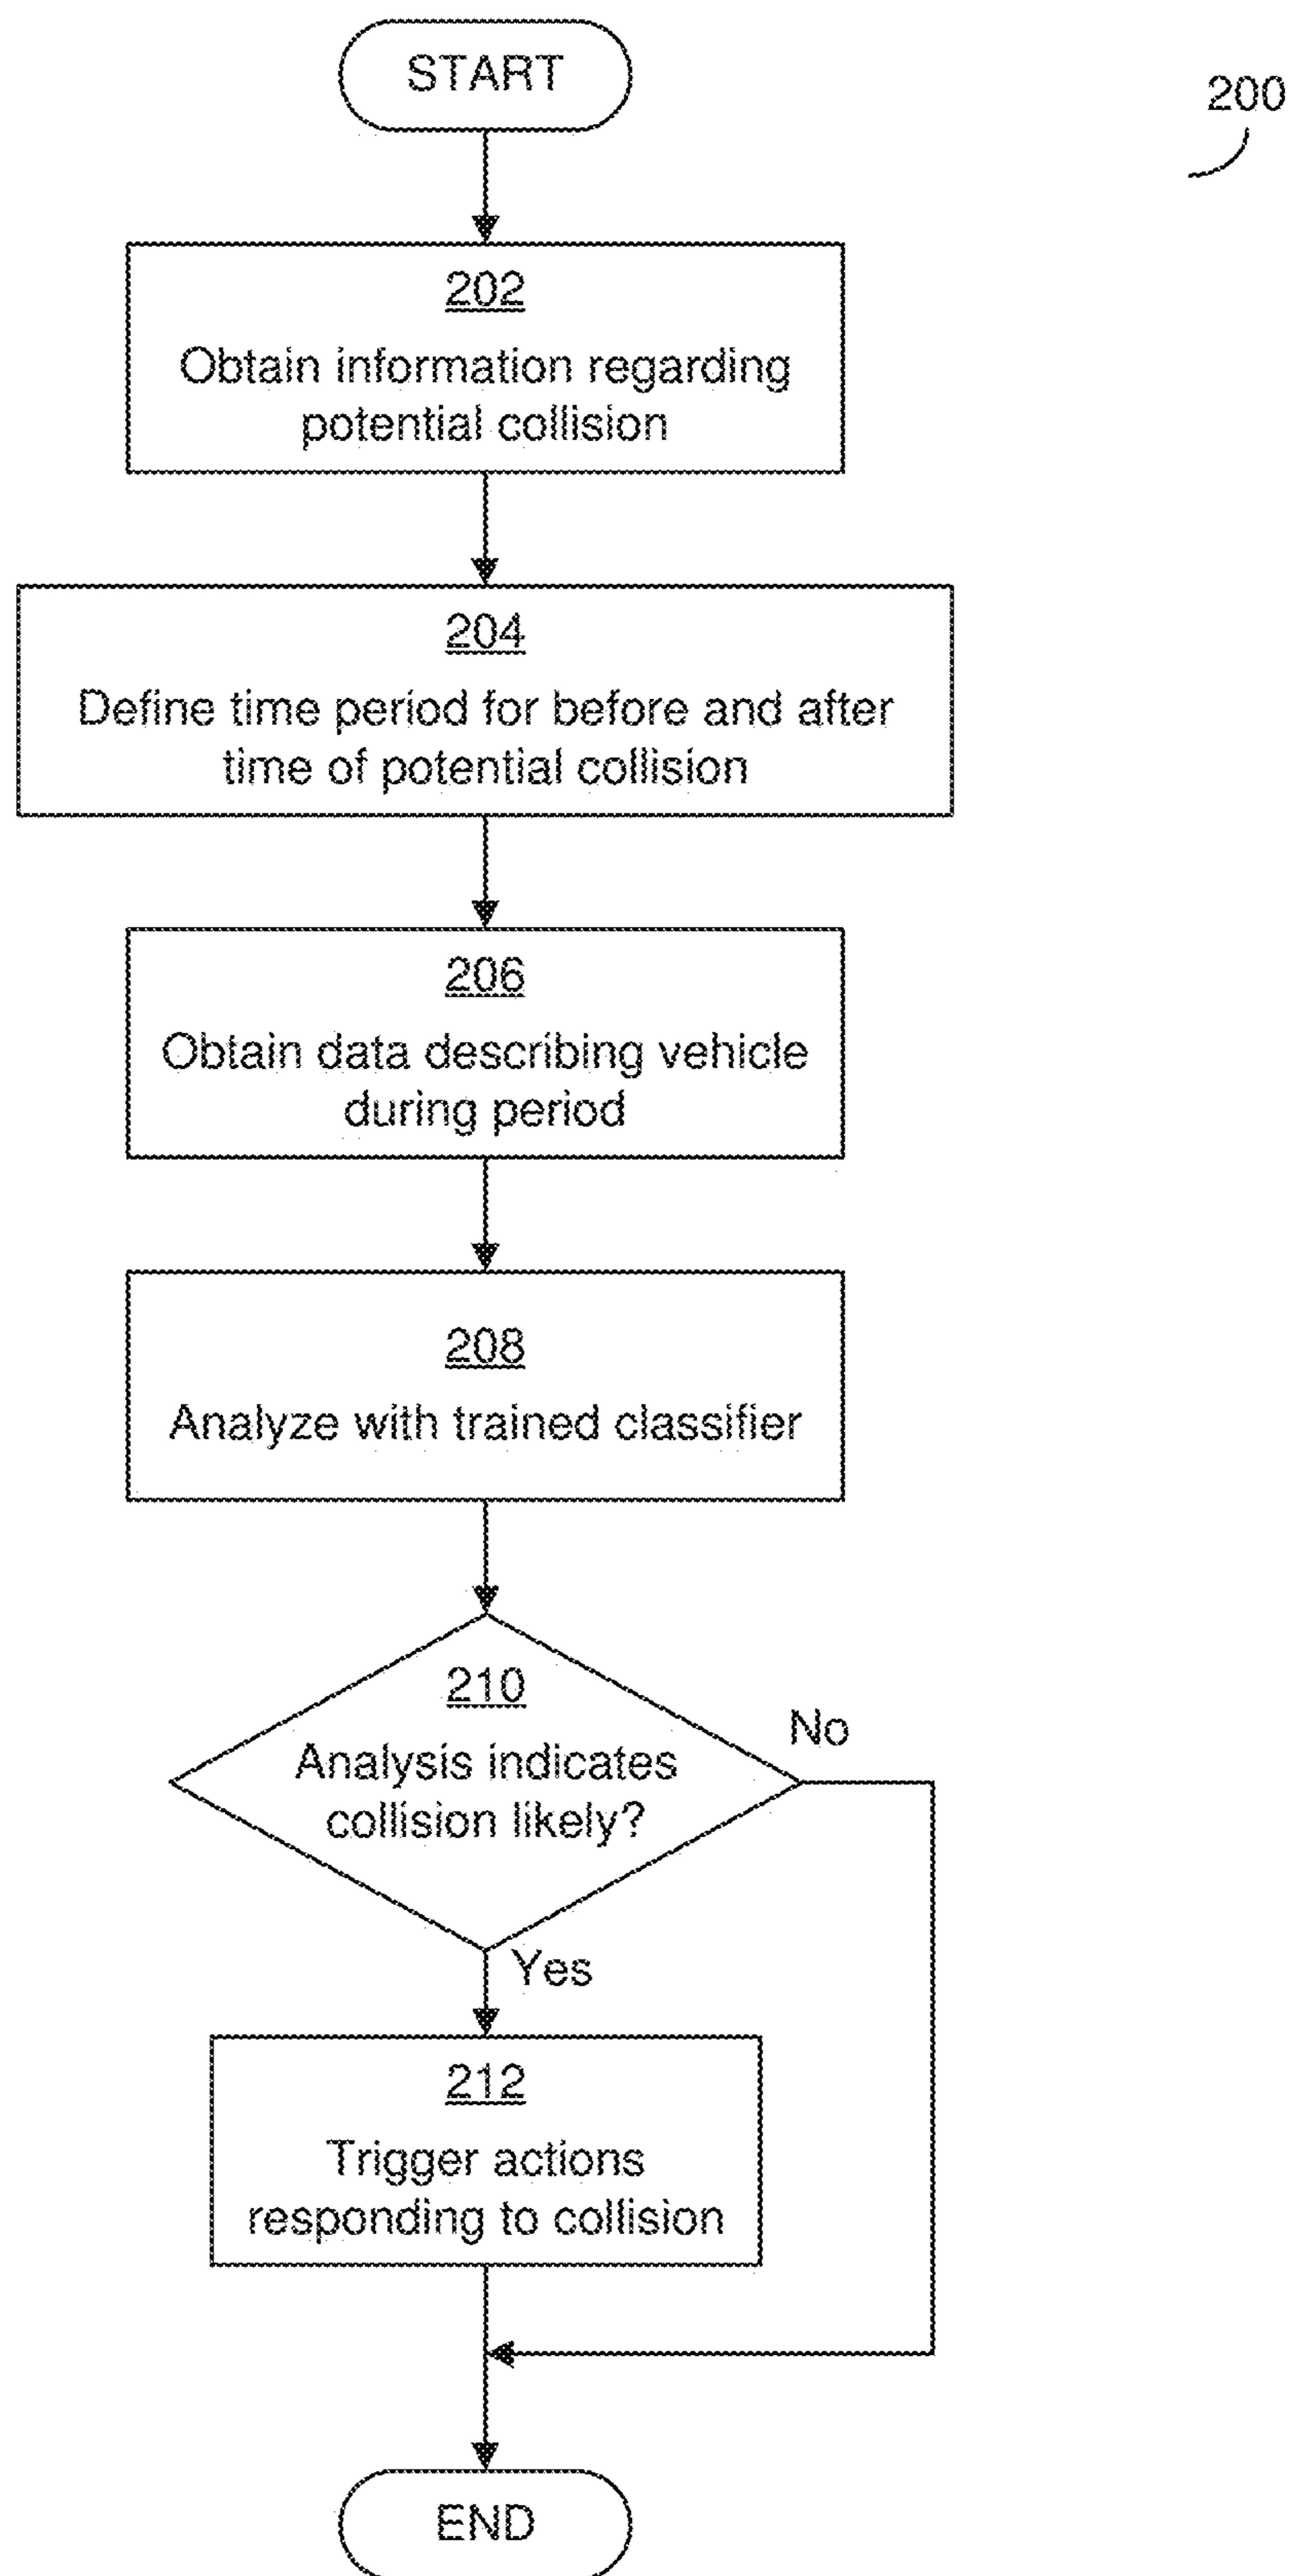 START
200
202
Obtain information regarding
potential collision
204
Define time period for before and after
time of potential collision
206
Obtain data describing vehicle
during period
208
Analyze with trained classifier
210
Analysis indicates
collision likely?
No
Yes
212
Trigger actions
responding to collision
END